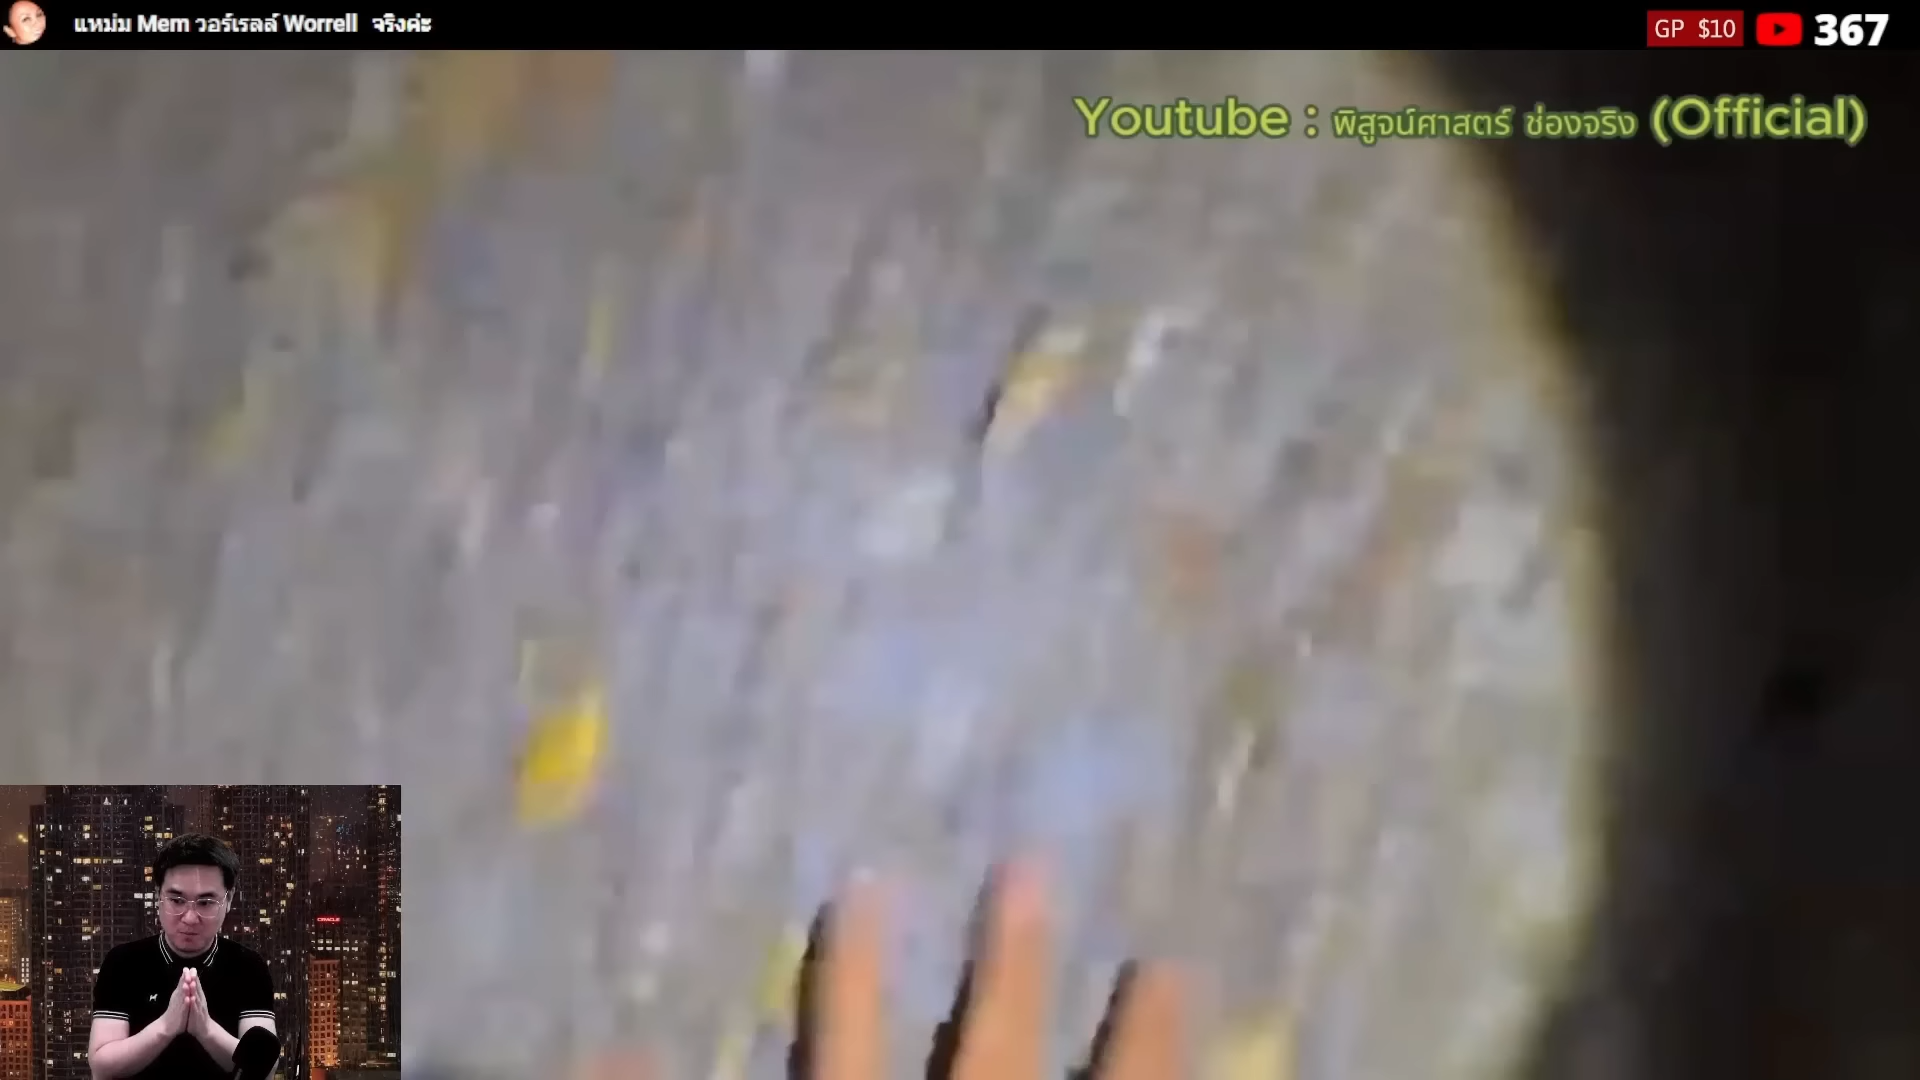 แหม่ม Mem วอร์เรลล์ Worrell จริงค่ะ
GP $10
367
Youtube : พิสูจน์ศาสตร์ ช่องจริง (Official)
ORACLE